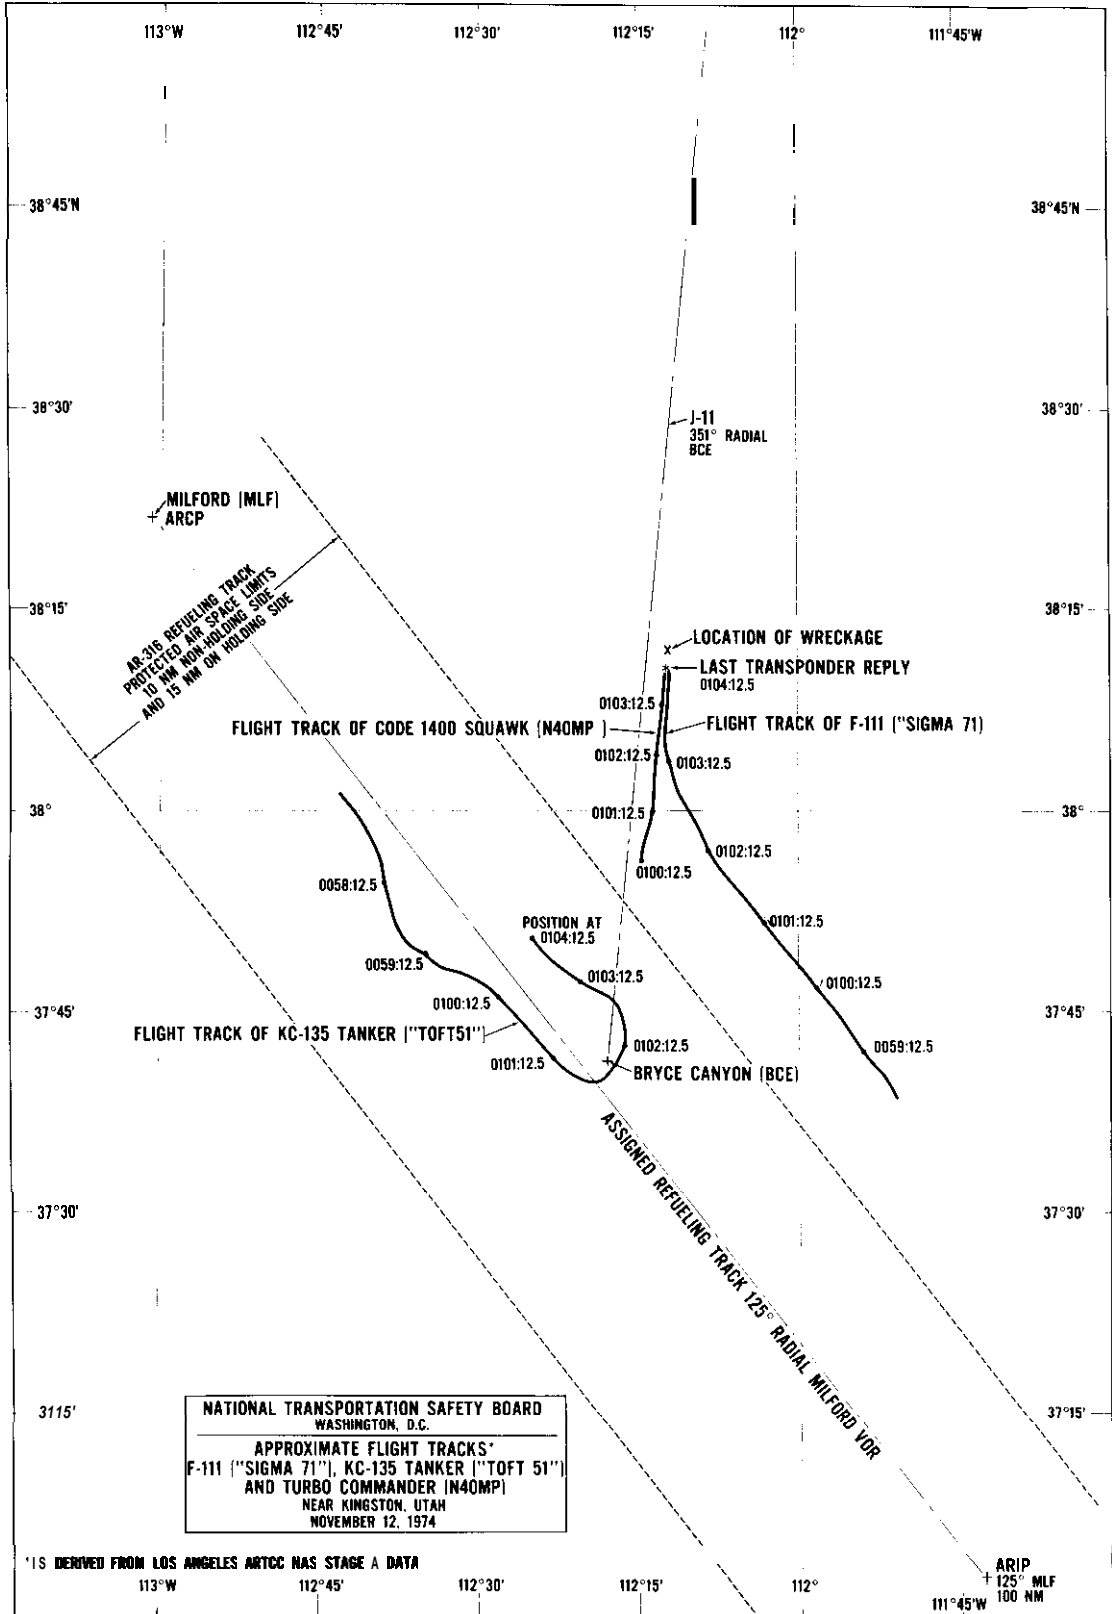 113°W 112°45' 112°30' 112°15' 112° 111°45'W
38°45'N 38°45'N
38°30' 38°30'
J-11
351° RADIAL
BCE
MILFORD (MLF)
ARCP
AR-316 REFUELING TRACK
PROTECTED AIR SPACE LIMITS
10 NM NON-HOLDING SIDE
AND 15 NM ON HOLDING SIDE
38°15' 38°15'
LOCATION OF WRECKAGE
LAST TRANSPONDER REPLY
0104:12.5
0103:12.5
FLIGHT TRACK OF CODE 1400 SQUAWK (N40MP )
FLIGHT TRACK OF F-111 ("SIGMA 71)
0102:12.5
0103:12.5
38° 38°
0101:12.5
0102:12.5
0100:12.5
0058:12.5
POSITION AT
0104:12.5
0101:12.5
0059:12.5
0103:12.5
0100:12.5
0100:12.5
37°45' 37°45'
FLIGHT TRACK OF KC-135 TANKER ("TOFT51")
0102:12.5
0059:12.5
0101:12.5
BRYCE CANYON (BCE)
ASSIGNED REFUELING TRACK 125° RADIAL MILFORD VOR
37°30' 37°30'
3115' 37°15'
NATIONAL TRANSPORTATION SAFETY BOARD
WASHINGTON, D.C.
APPROXIMATE FLIGHT TRACKS*
F-111 ("SIGMA 71"), KC-135 TANKER ("TOFT 51")
AND TURBO COMMANDER (N40MP)
NEAR KINGSTON, UTAH
NOVEMBER 12, 1974
'IS DERIVED FROM LOS ANGELES ARTCC NAS STAGE A DATA
ARIP
125° MLF
100 NM
113°W 112°45' 112°30' 112°15' 112° 111°45'W